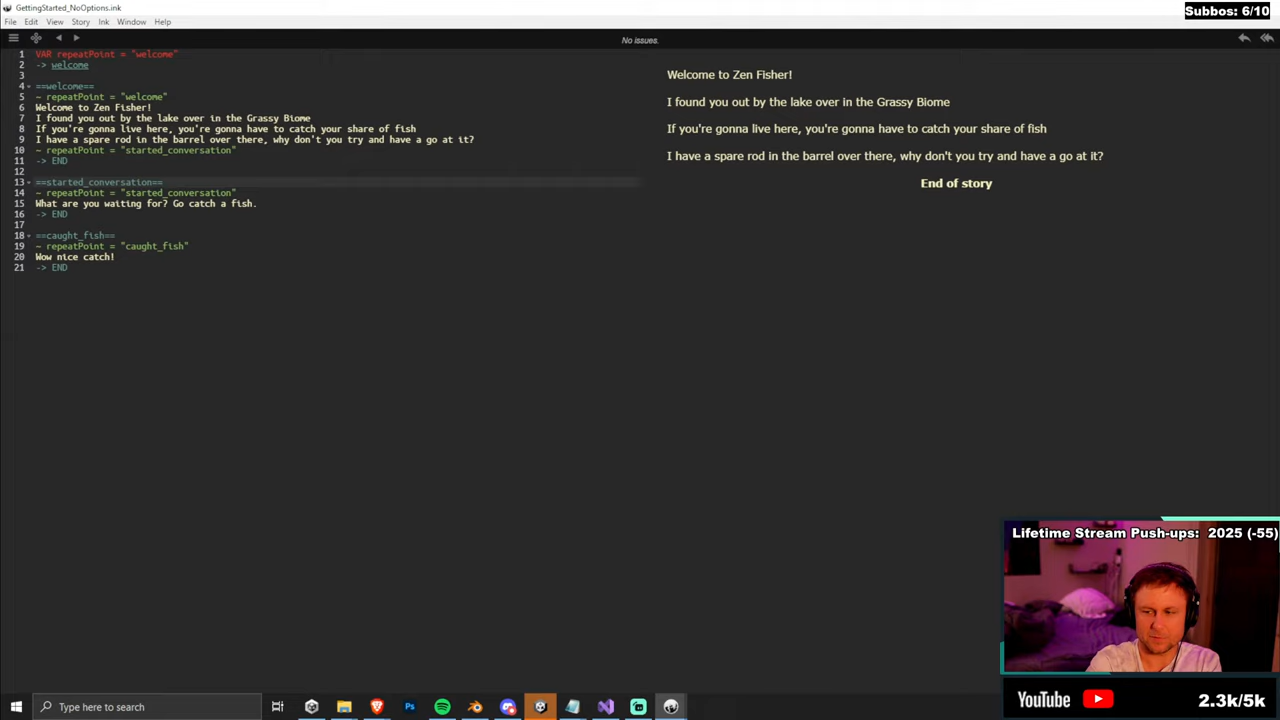 GettingStarted_NoOptions.ink
Subbos: 6/10
File Edit View Story Ink Window Help
No issues.
1 VAR repeatPoint = "welcome"
2 -> welcome
3
4 ==welcome==
5 ~ repeatPoint = "welcome"
6 Welcome to Zen Fisher!
7 I found you out by the lake over in the Grassy Biome
8 If you're gonna live here, you're gonna have to catch your share of fish
9 I have a spare rod in the barrel over there, why don't you try and have a go at it?
10 ~ repeatPoint = "started_conversation"
11 -> END
12
13 ==started_conversation==
14 ~ repeatPoint = "started_conversation"
15 What are you waiting for? Go catch a fish.
16 -> END
17
18 ==caught_fish==
19 ~ repeatPoint = "caught_fish"
20 Wow nice catch!
21 -> END
Welcome to Zen Fisher!
I found you out by the lake over in the Grassy Biome
If you're gonna live here, you're gonna have to catch your share of fish
I have a spare rod in the barrel over there, why don't you try and have a go at it?
End of story
Lifetime Stream Push-ups: 2025 (-55)
Type here to search
Ps
YouTube 2.3k/5k